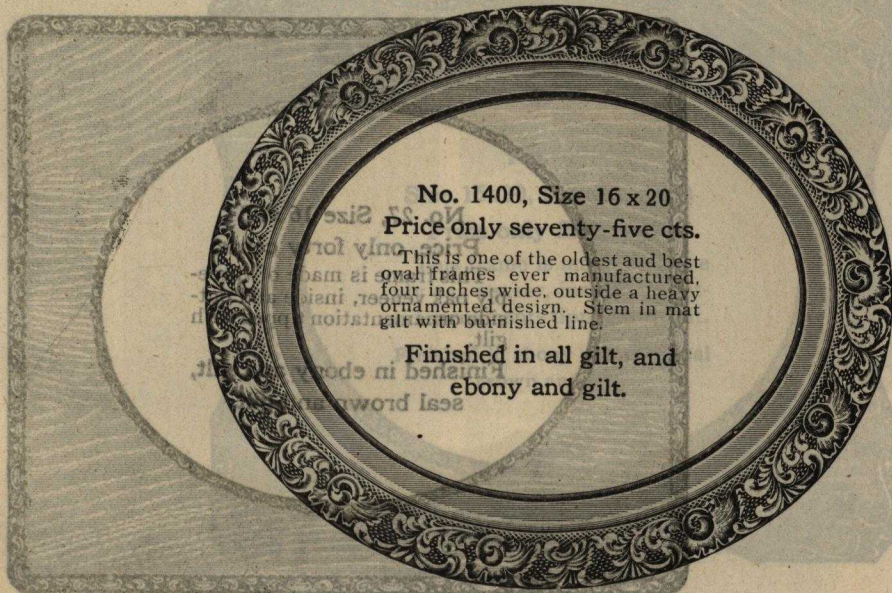 No. 1400, Size 16 x 20
Price only seventy-five cts.
This is one of the oldest aud best
oval frames ever manufactured,
four inches wide, outside a heavy
ornamented design. Stem in mat
gilt with burnished line.
Finished in all gilt, and
ebony and gilt.